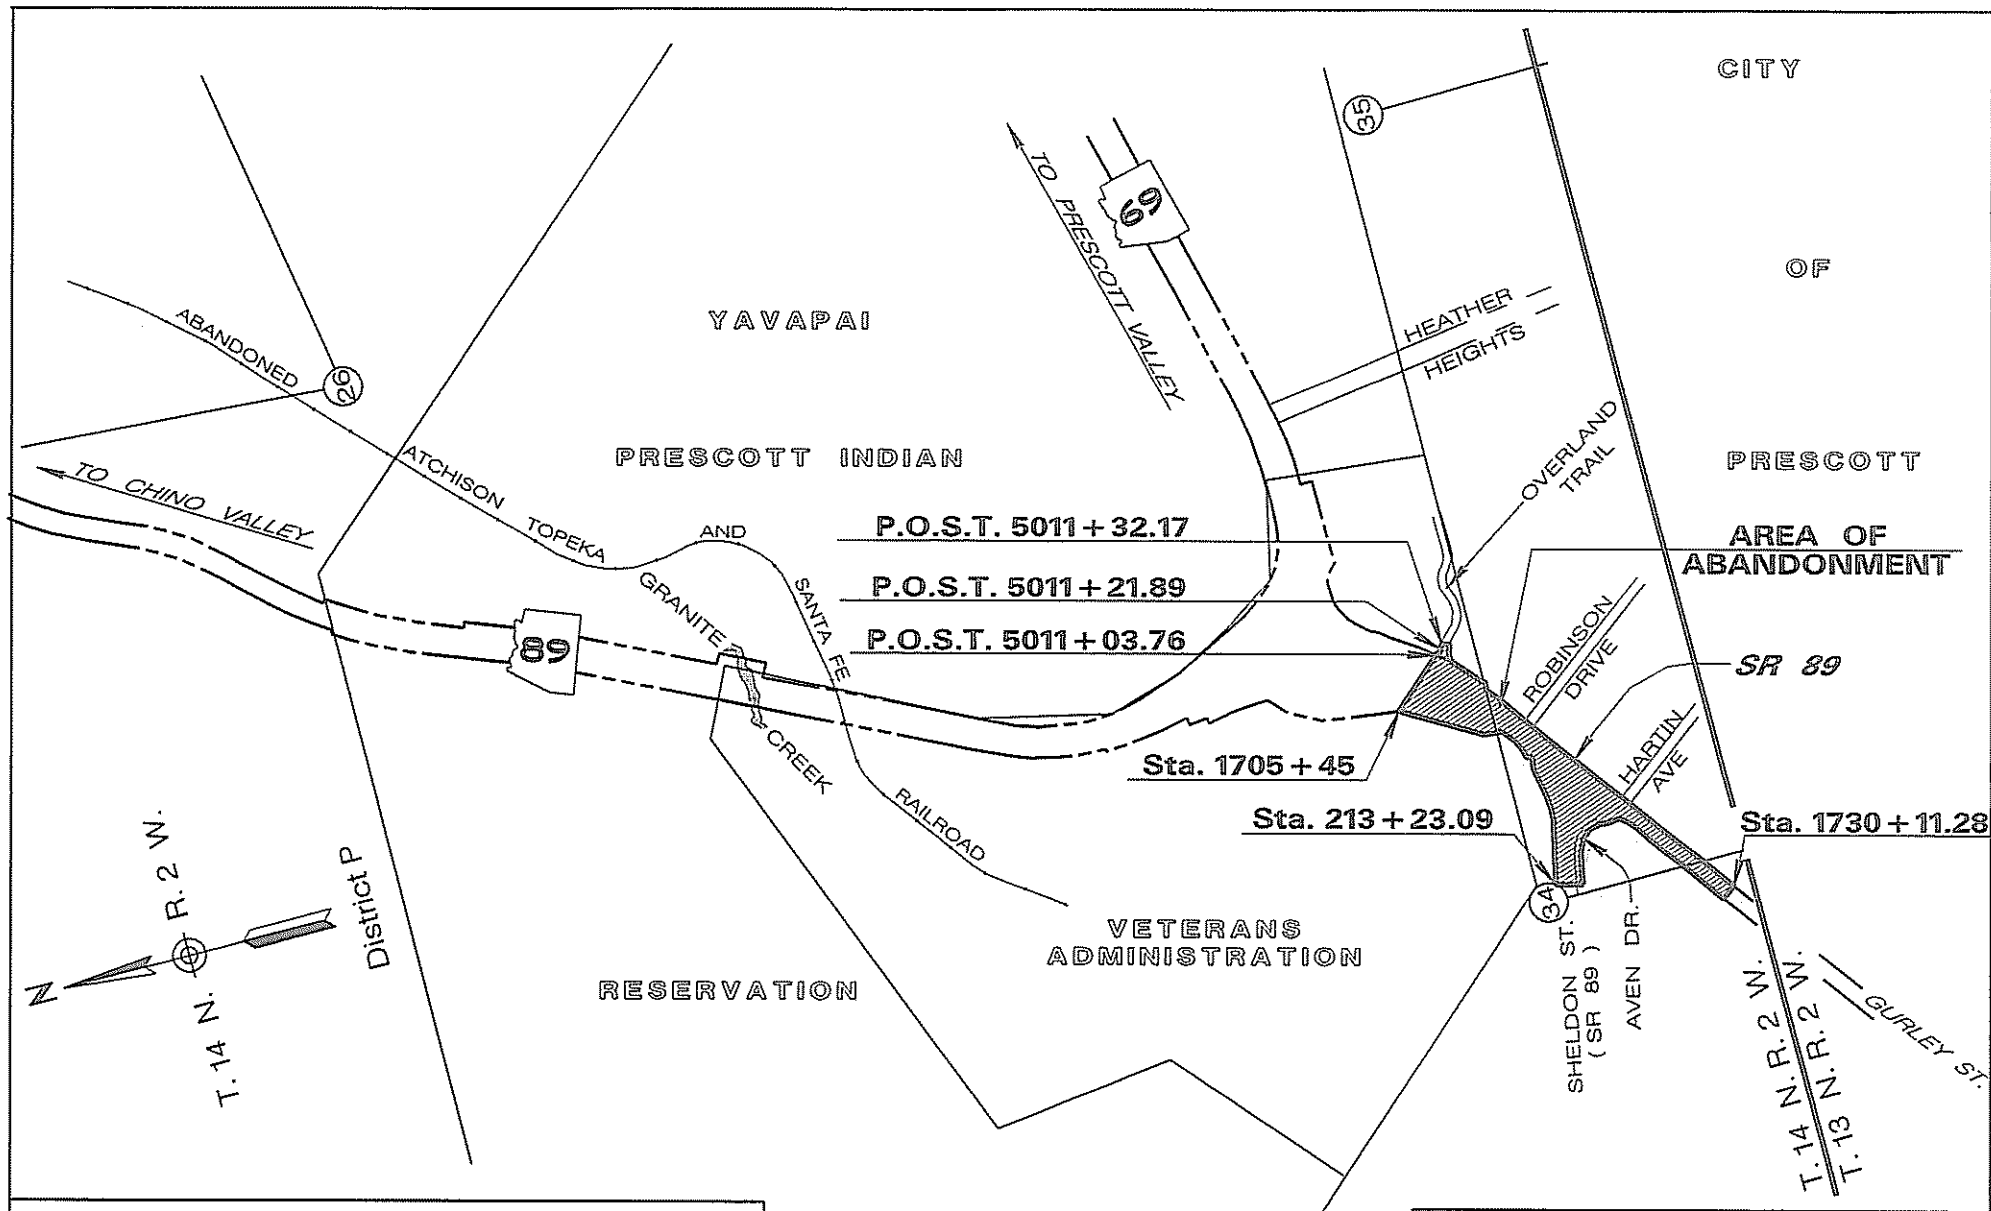 CITY
OF
PRESCOTT
35
69
TO PRESCOTT VALLEY
YAVAPAI
PRESCOTT INDIAN
RESERVATION
HEATHER
HEIGHTS
ABANDONED
ATCHISON
TOPEKA
AND
SANTA FE
RAILROAD
26
TO CHINO VALLEY
OVERLAND
TRAIL
P.O.S.T. 5011+32.17
P.O.S.T. 5011+21.89
P.O.S.T. 5011+03.76
AREA OF
ABANDONMENT
GRANITE
CREEK
89
ROBINSON
DRIVE
SR 89
HARTIN
AVE
Sta. 1705+45
Sta. 213+23.09
Sta. 1730+11.28
34
VETERANS
ADMINISTRATION
SHELDON ST.
( SR 89 )
AVEN DR.
GURLEY ST.
N
T. 14 N. R. 2 W.
District P
T. 14 N. R. 2 W.
T. 13 N. R. 2 W.